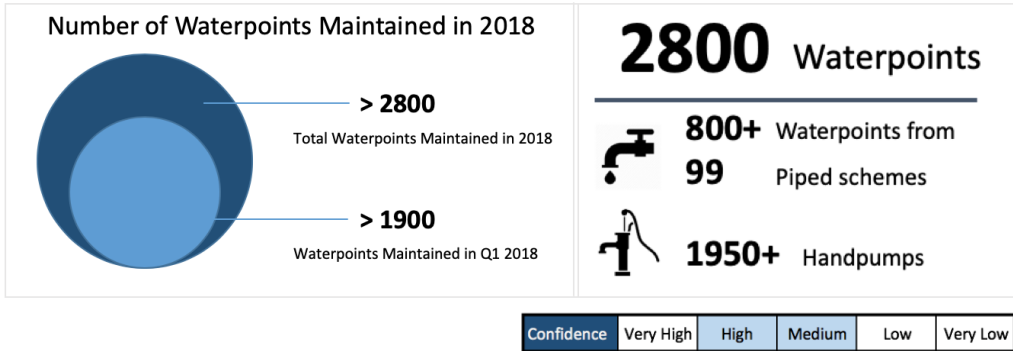 Number of Waterpoints Maintained in 2018
> 2800
Total Waterpoints Maintained in 2018
> 1900
Waterpoints Maintained in Q1 2018
2800 Waterpoints
800+ Waterpoints from
99 Piped schemes
1950+ Handpumps
Confidence Very High High Medium Low Very Low